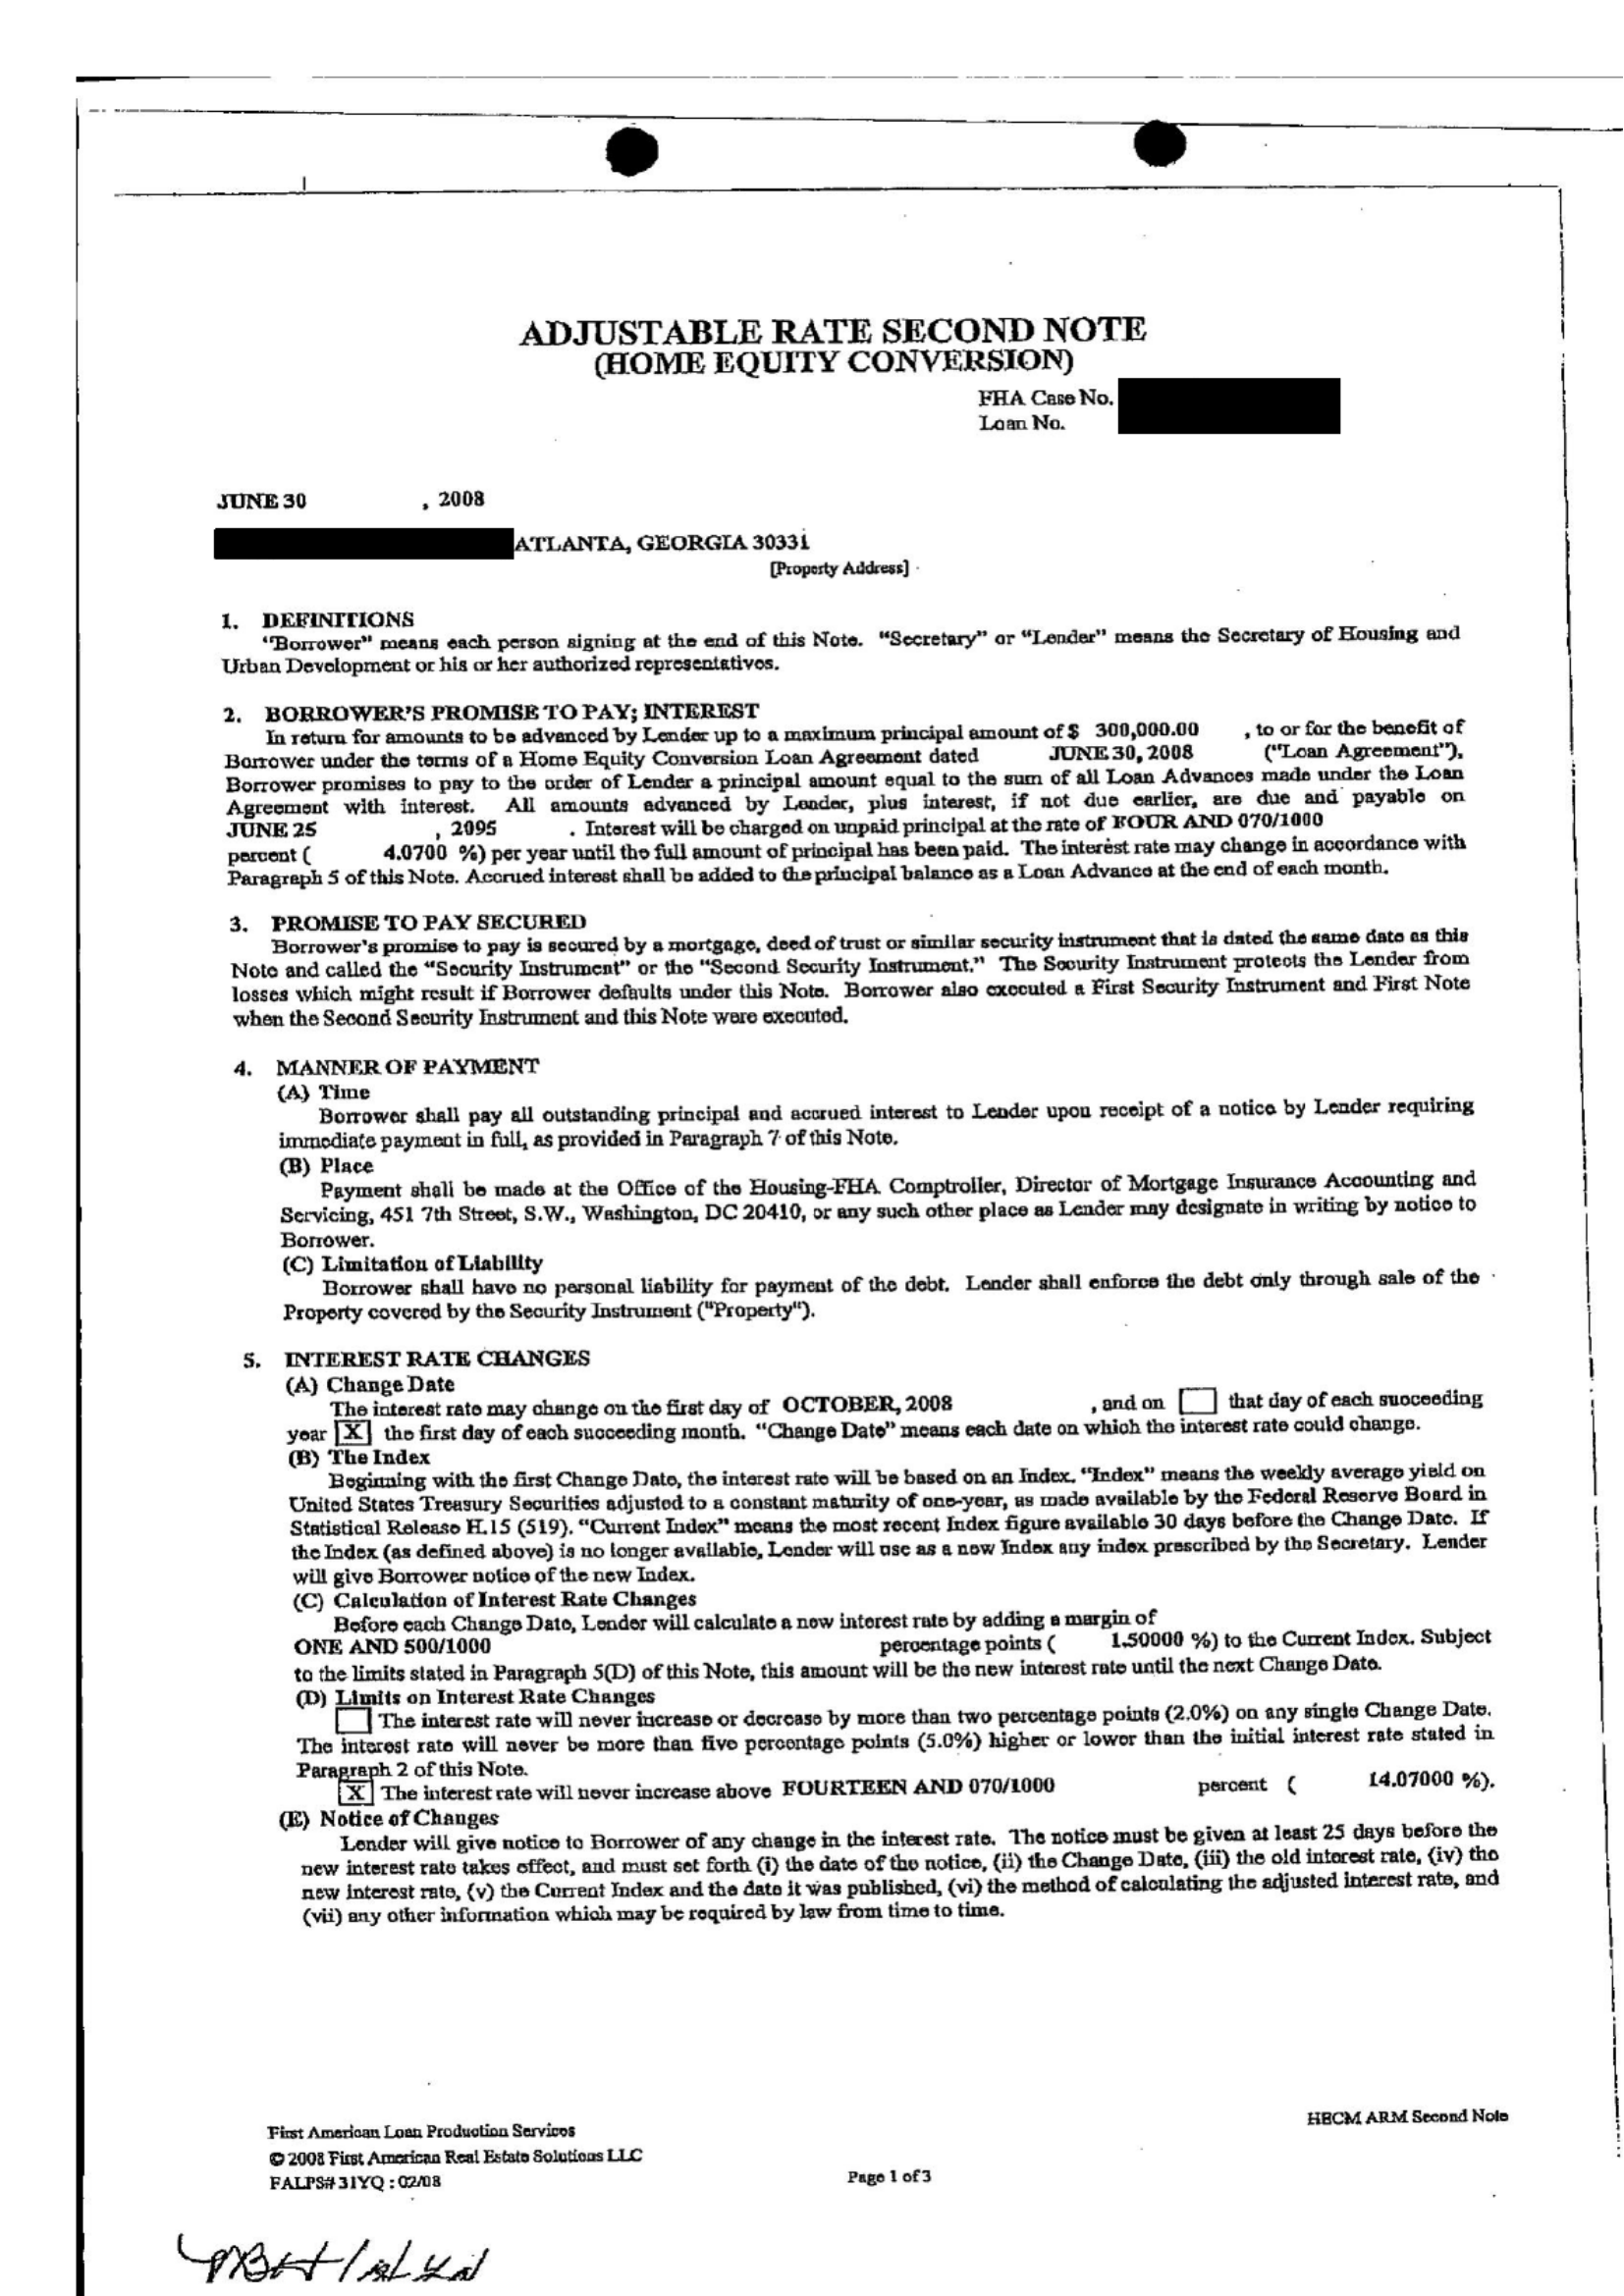 ADJUSTABLE RATE SECOND NOTE
(HOME EQUITY CONVERSION)
FHA Case No.
Loan No.
JUNE 30 , 2008
ATLANTA, GEORGIA 30331
[Property Address]
1. DEFINITIONS
"Borrower" means each person signing at the end of this Note. "Secretary" or "Lender" means the Secretary of Housing and
Urban Development or his or her authorized representatives.
2. BORROWER'S PROMISE TO PAY; INTEREST
In return for amounts to be advanced by Lender up to a maximum principal amount of $ 300,000.00 , to or for the benefit of
Borrower under the terms of a Home Equity Conversion Loan Agreement dated JUNE 30, 2008 ("Loan Agreement"),
Borrower promises to pay to the order of Lender a principal amount equal to the sum of all Loan Advances made under the Loan
Agreement with interest. All amounts advanced by Lender, plus interest, if not due earlier, are due and payable on
JUNE 25 , 2095 . Interest will be charged on unpaid principal at the rate of FOUR AND 070/1000
percent ( 4.0700 %) per year until the full amount of principal has been paid. The interest rate may change in accordance with
Paragraph 5 of this Note. Accrued interest shall be added to the principal balance as a Loan Advance at the end of each month.
3. PROMISE TO PAY SECURED
Borrower's promise to pay is secured by a mortgage, deed of trust or similar security instrument that is dated the same date as this
Note and called the "Security Instrument" or the "Second Security Instrument." The Security Instrument protects the Lender from
losses which might result if Borrower defaults under this Note. Borrower also executed a First Security Instrument and First Note
when the Second Security Instrument and this Note were executed.
4. MANNER OF PAYMENT
(A) Time
Borrower shall pay all outstanding principal and accrued interest to Lender upon receipt of a notice by Lender requiring
immediate payment in full, as provided in Paragraph 7 of this Note.
(B) Place
Payment shall be made at the Office of the Housing-FHA Comptroller, Director of Mortgage Insurance Accounting and
Servicing, 451 7th Street, S.W., Washington, DC 20410, or any such other place as Lender may designate in writing by notice to
Borrower.
(C) Limitation of Liability
Borrower shall have no personal liability for payment of the debt. Lender shall enforce the debt only through sale of the
Property covered by the Security Instrument ("Property").
5. INTEREST RATE CHANGES
(A) Change Date
The interest rate may change on the first day of OCTOBER, 2008 , and on that day of each succeeding
year X the first day of each succeeding month. "Change Date" means each date on which the interest rate could change.
(B) The Index
Beginning with the first Change Date, the interest rate will be based on an Index. "Index" means the weekly average yield on
United States Treasury Securities adjusted to a constant maturity of one-year, as made available by the Federal Reserve Board in
Statistical Release H.15 (519). "Current Index" means the most recent Index figure available 30 days before the Change Date. If
the Index (as defined above) is no longer available, Lender will use as a new Index any index prescribed by the Secretary. Lender
will give Borrower notice of the new Index.
(C) Calculation of Interest Rate Changes
Before each Change Date, Lender will calculate a new interest rate by adding a margin of
ONE AND 500/1000 percentage points ( 1.50000 %) to the Current Index. Subject
to the limits stated in Paragraph 5(D) of this Note, this amount will be the new interest rate until the next Change Date.
(D) Limits on Interest Rate Changes
The interest rate will never increase or decrease by more than two percentage points (2.0%) on any single Change Date.
The interest rate will never be more than five percentage points (5.0%) higher or lower than the initial interest rate stated in
Paragraph 2 of this Note.
X The interest rate will never increase above FOURTEEN AND 070/1000 percent ( 14.07000 %).
(E) Notice of Changes
Lender will give notice to Borrower of any change in the interest rate. The notice must be given at least 25 days before the
new interest rate takes effect, and must set forth (i) the date of the notice, (ii) the Change Date, (iii) the old interest rate, (iv) the
new interest rate, (v) the Current Index and the date it was published, (vi) the method of calculating the adjusted interest rate, and
(vii) any other information which may be required by law from time to time.
First American Loan Production Services
© 2008 First American Real Estate Solutions LLC
FALPS# 31YQ : 02/08
HECM ARM Second Note
Page 1 of 3